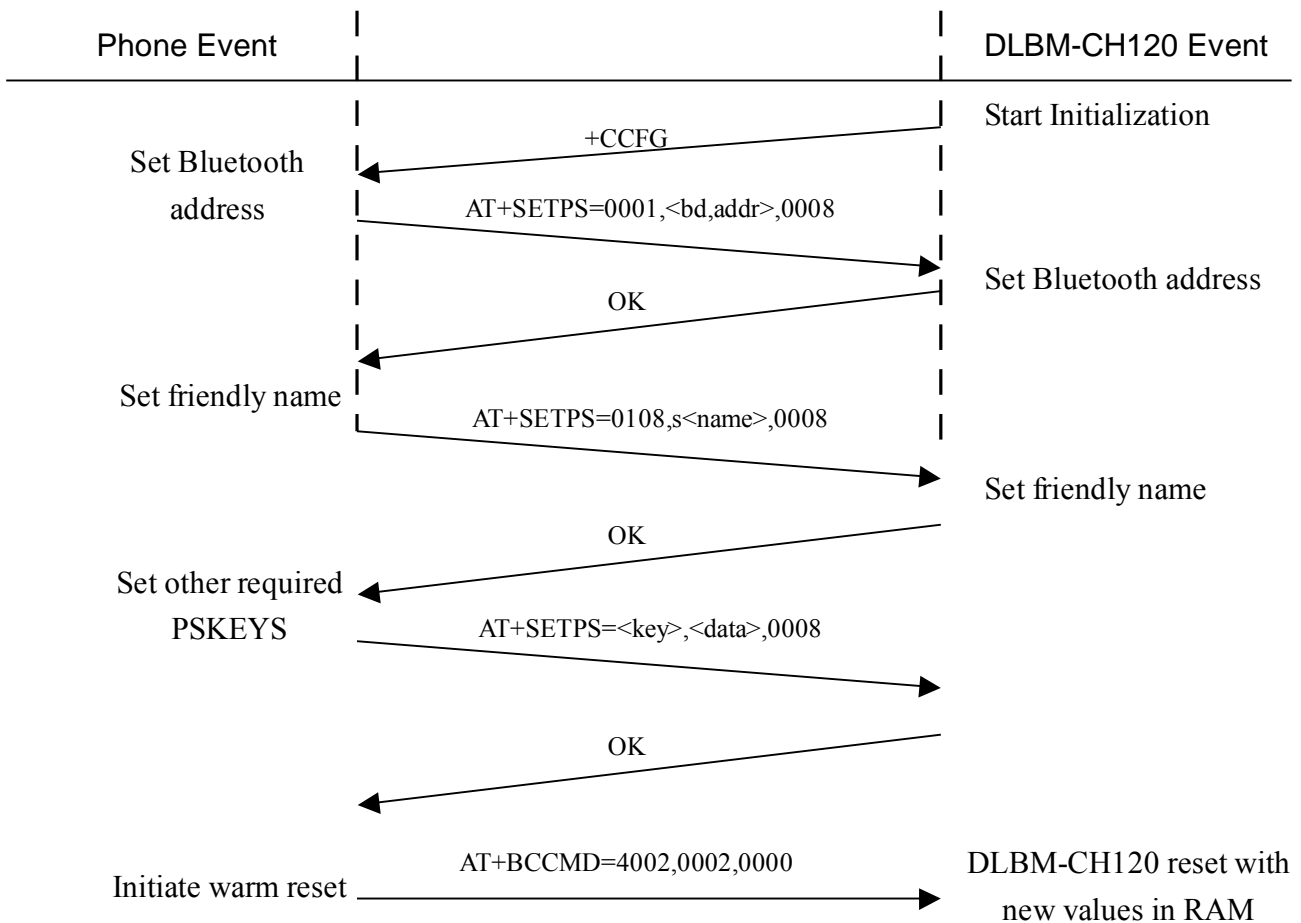 Phone Event
DLBM-CH120 Event
Start Initialization
+CCFG
Set Bluetooth
address
AT+SETPS=0001,<bd,addr>,0008
Set Bluetooth address
OK
Set friendly name
AT+SETPS=0108,s<name>,0008
Set friendly name
OK
Set other required
PSKEYS
AT+SETPS=<key>,<data>,0008
OK
AT+BCCMD=4002,0002,0000
Initiate warm reset
DLBM-CH120 reset with
new values in RAM